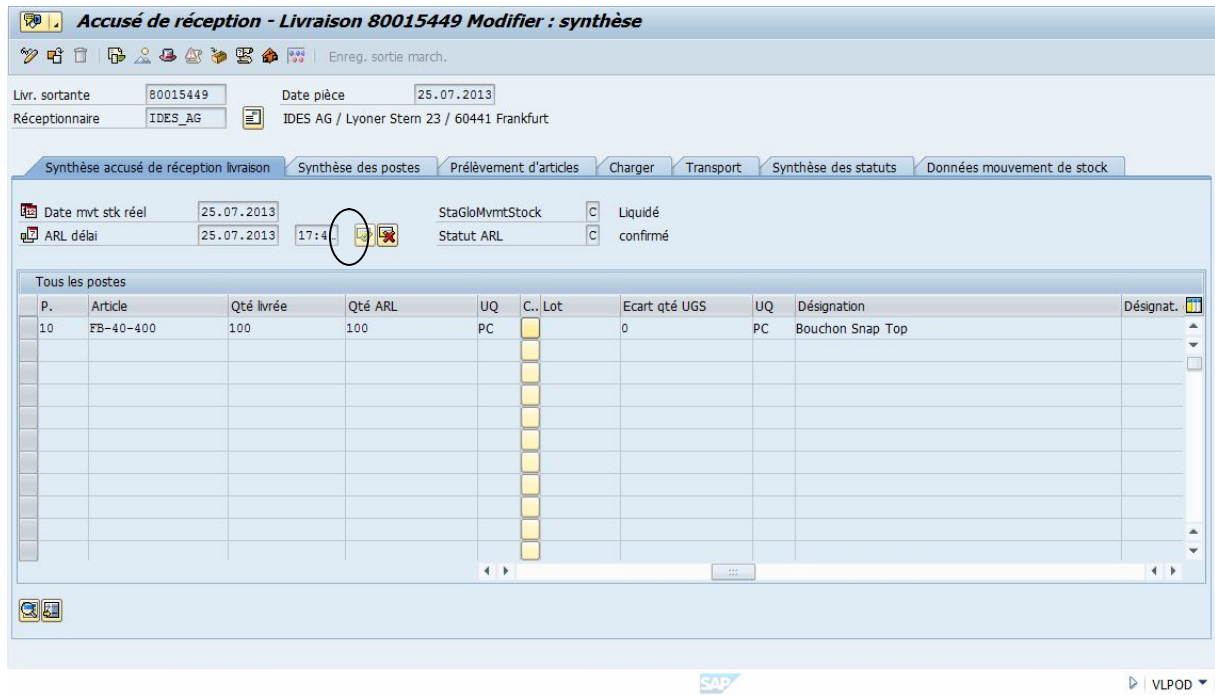 Accusé de réception - Livraison 80015449 Modifier : synthèse
Enreg. sortie march.
Livr. sortante 80015449 Date pièce 25.07.2013
Réceptionnaire IDES_AG IDES AG / Lyoner Stern 23 / 60441 Frankfurt
Synthèse accusé de réception livraison Synthèse des postes Prélèvement d'articles Charger Transport Synthèse des statuts Données mouvement de stock
Date mvt stk réel 25.07.2013 StaGloMvmtStock C Liquidé
ARL délai 25.07.2013 17:4.. Statut ARL C confirmé
Tous les postes
P. Article Qté livrée Qté ARL UQ C.. Lot Ecart qté UGS UQ Désignation Désignat.
10 FB-40-400 100 100 PC 0 PC Bouchon Snap Top
SAP
VLPOD